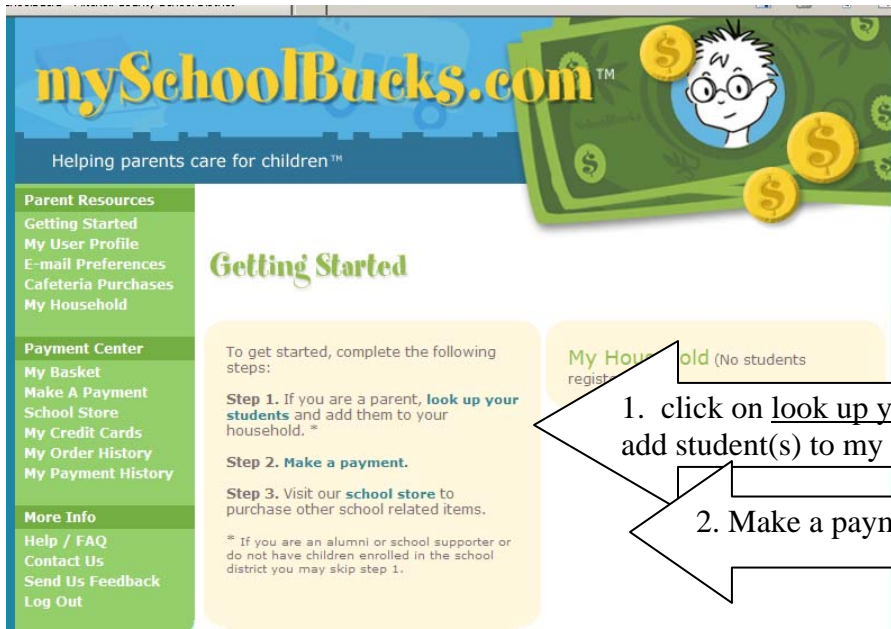 mySchoolBucks.com™
Helping parents care for children™
Parent Resources
Getting Started
My User Profile
E-mail Preferences
Cafeteria Purchases
My Household
Payment Center
My Basket
Make A Payment
School Store
My Credit Cards
My Order History
My Payment History
More Info
Help / FAQ
Contact Us
Send Us Feedback
Log Out
Getting Started
To get started, complete the following
steps:
Step 1. If you are a parent, look up your
students and add them to your
household. *
Step 2. Make a payment.
Step 3. Visit our school store to
purchase other school related items.
* If you are an alumni or school supporter or
do not have children enrolled in the school
district you may skip step 1.
My Hou old (No students
regist
1. click on look up y
add student(s) to my
2. Make a paym